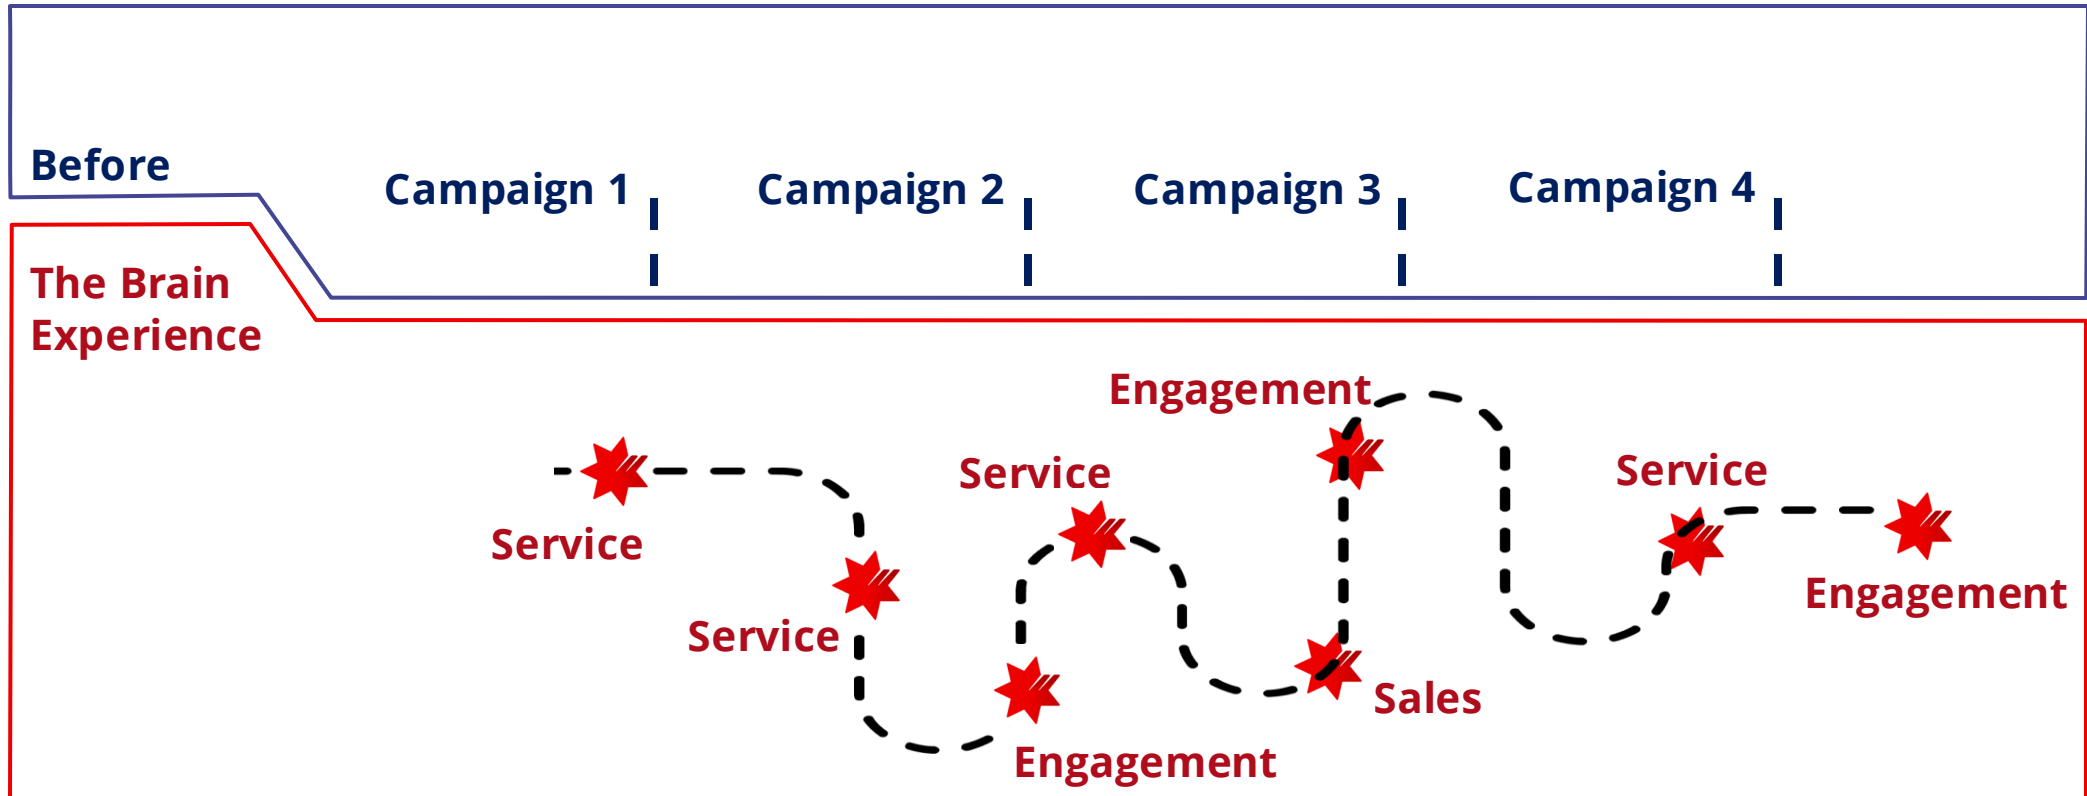 Before
Campaign 1
Campaign 2
Campaign 3
Campaign 4
The Brain
Experience
Service
Service
Engagement
Service
Sales
Engagement
Service
Engagement